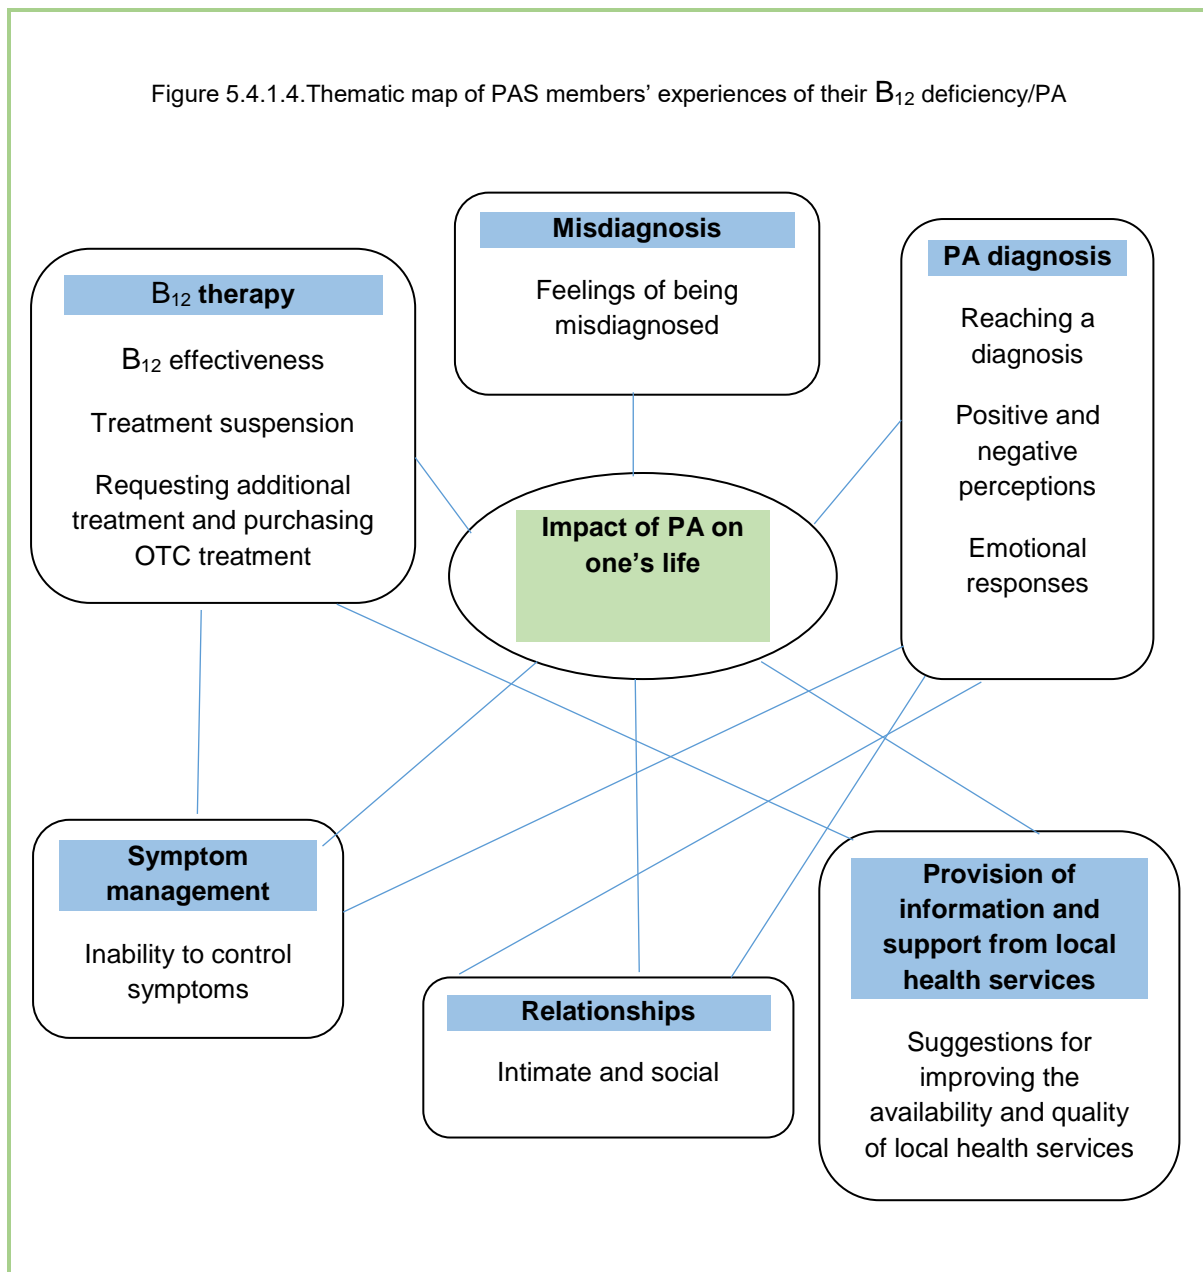 Figure 5.4.1.4.Thematic map of PAS members’ experiences of their B₁₂ deficiency/PA
Misdiagnosis
Feelings of being
misdiagnosed
B₁₂ therapy
B₁₂ effectiveness
Treatment suspension
Requesting additional
treatment and purchasing
OTC treatment
PA diagnosis
Reaching a
diagnosis
Positive and
negative
perceptions
Emotional
responses
Impact of PA on
one’s life
Symptom
management
Inability to control
symptoms
Relationships
Intimate and social
Provision of
information and
support from local
health services
Suggestions for
improving the
availability and quality
of local health services